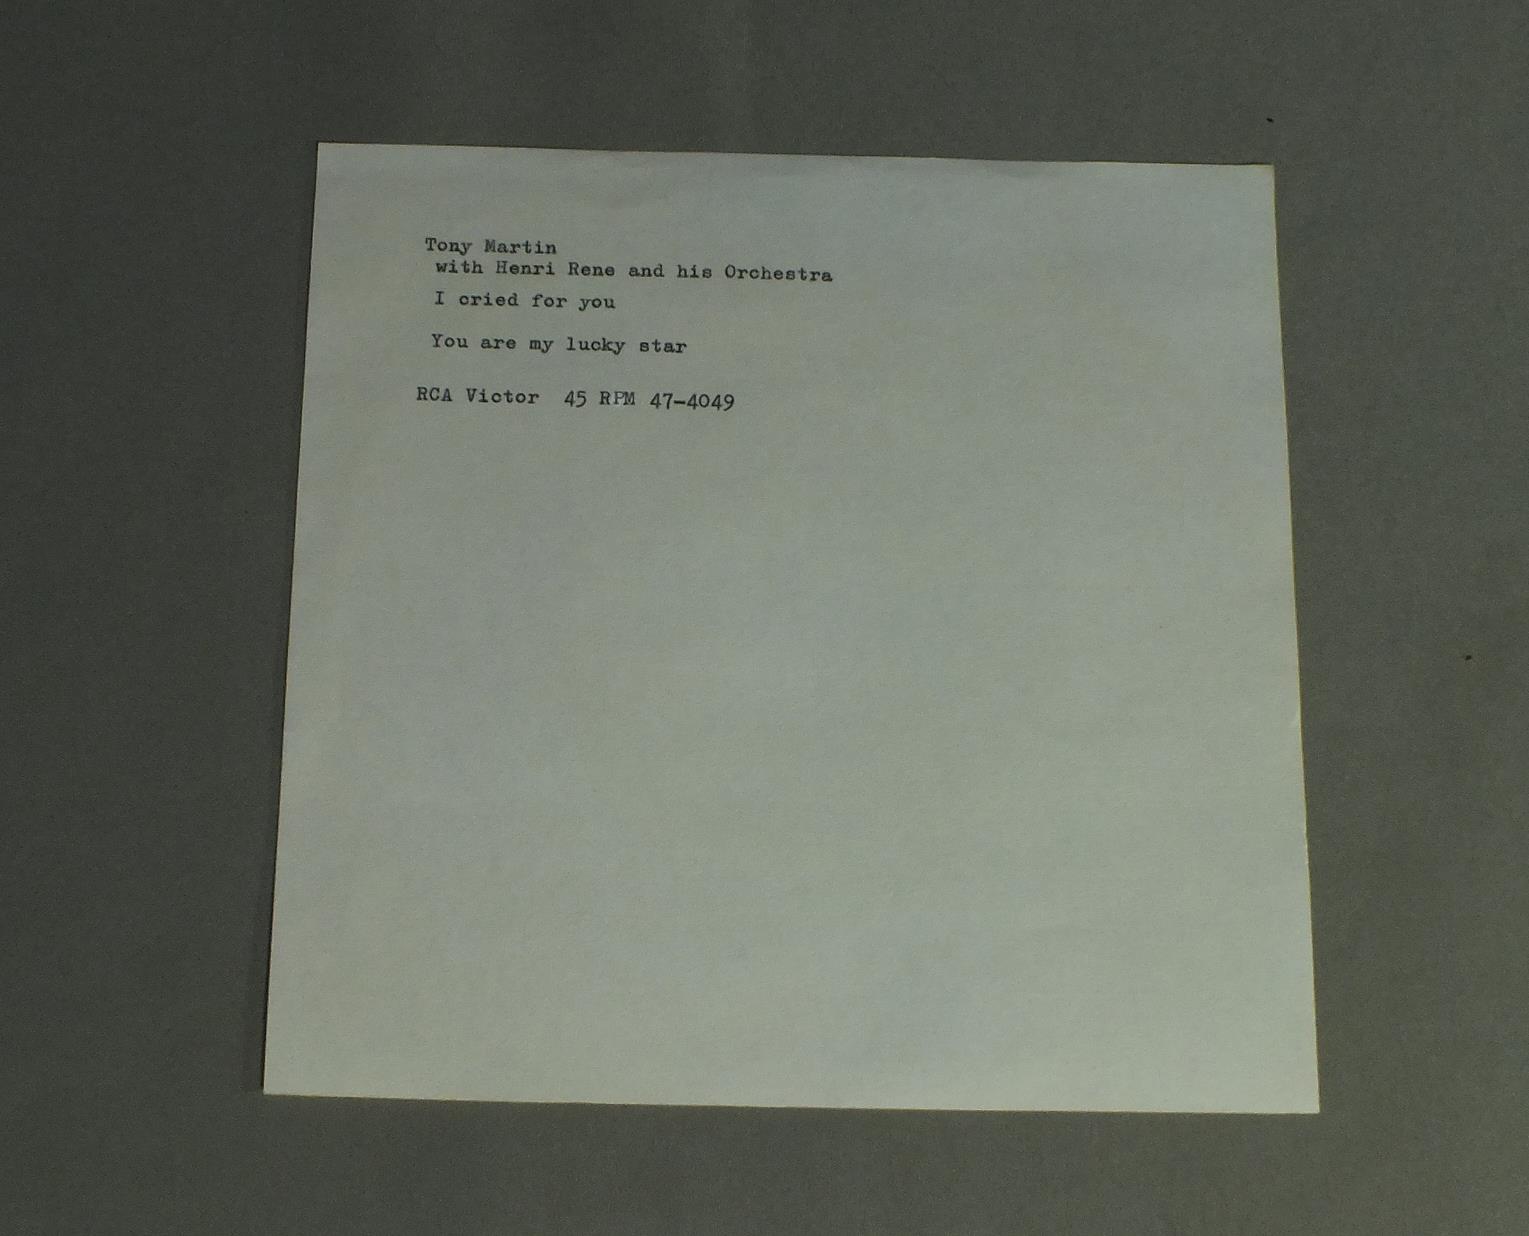 Tony Martin
with Henri Rene and his Orchestra
I cried for you
You are my lucky star
RCA Victor 45 RPM 47-4049